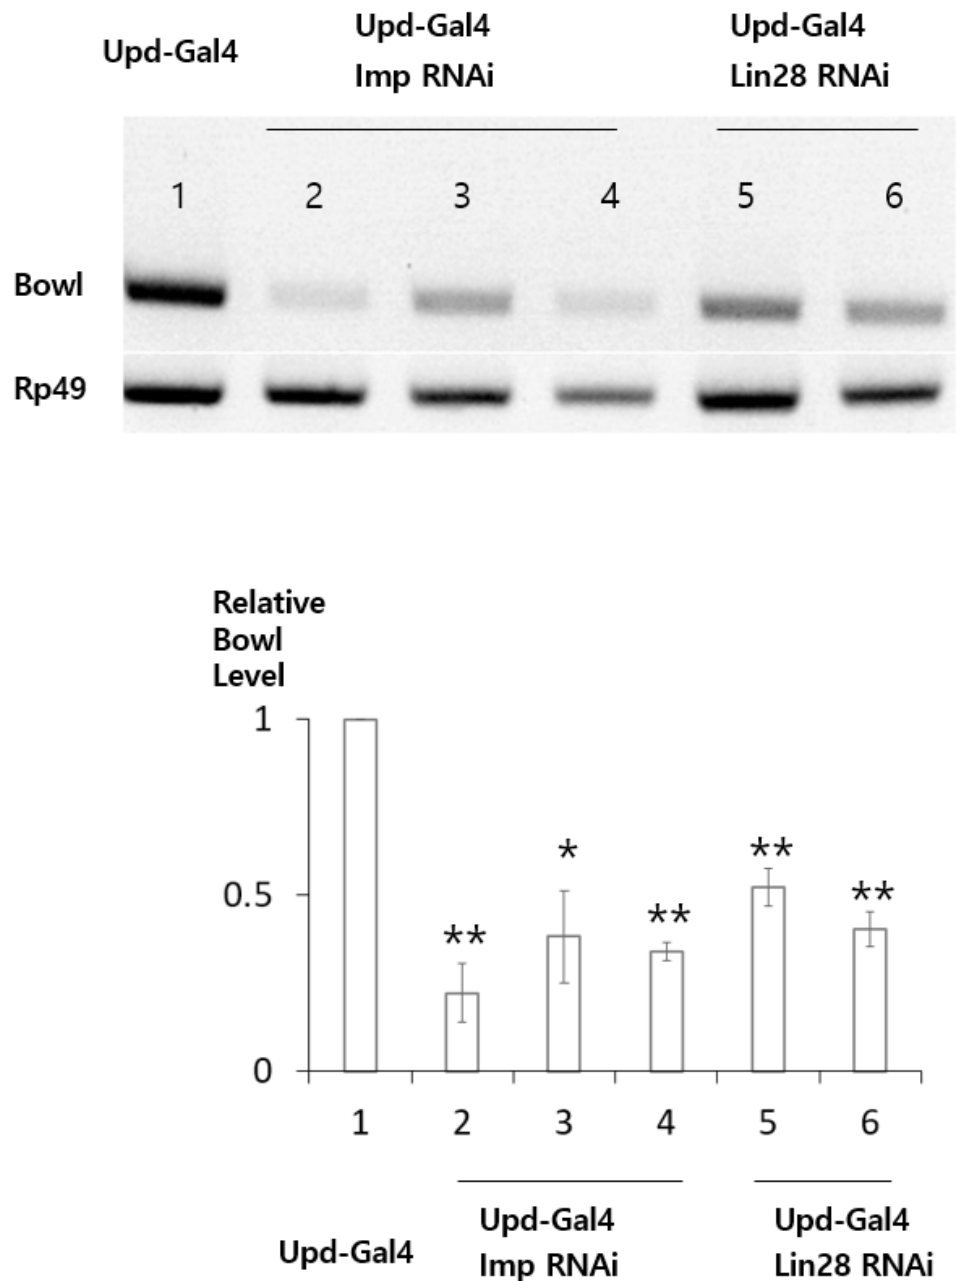 Upd-Gal4
Upd-Gal4
Imp RNAi
Upd-Gal4
Lin28 RNAi
1 2 3 4 5 6
Bowl
Rp49
Relative
Bowl
Level
1
0.5
0
*
**
**
**
**
1 2 3 4 5 6
Upd-Gal4
Upd-Gal4
Imp RNAi
Upd-Gal4
Lin28 RNAi